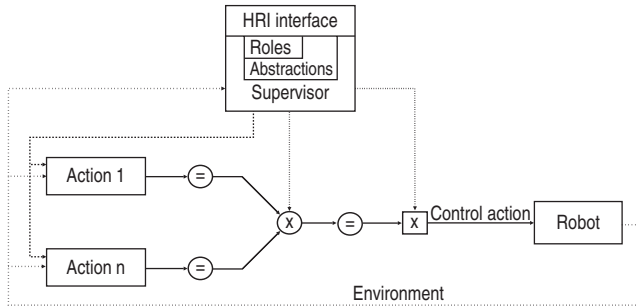 HRI interface
Roles
Abstractions
Supervisor
Action 1
=
x
=
x
Control action
Robot
Action n
=
Environment